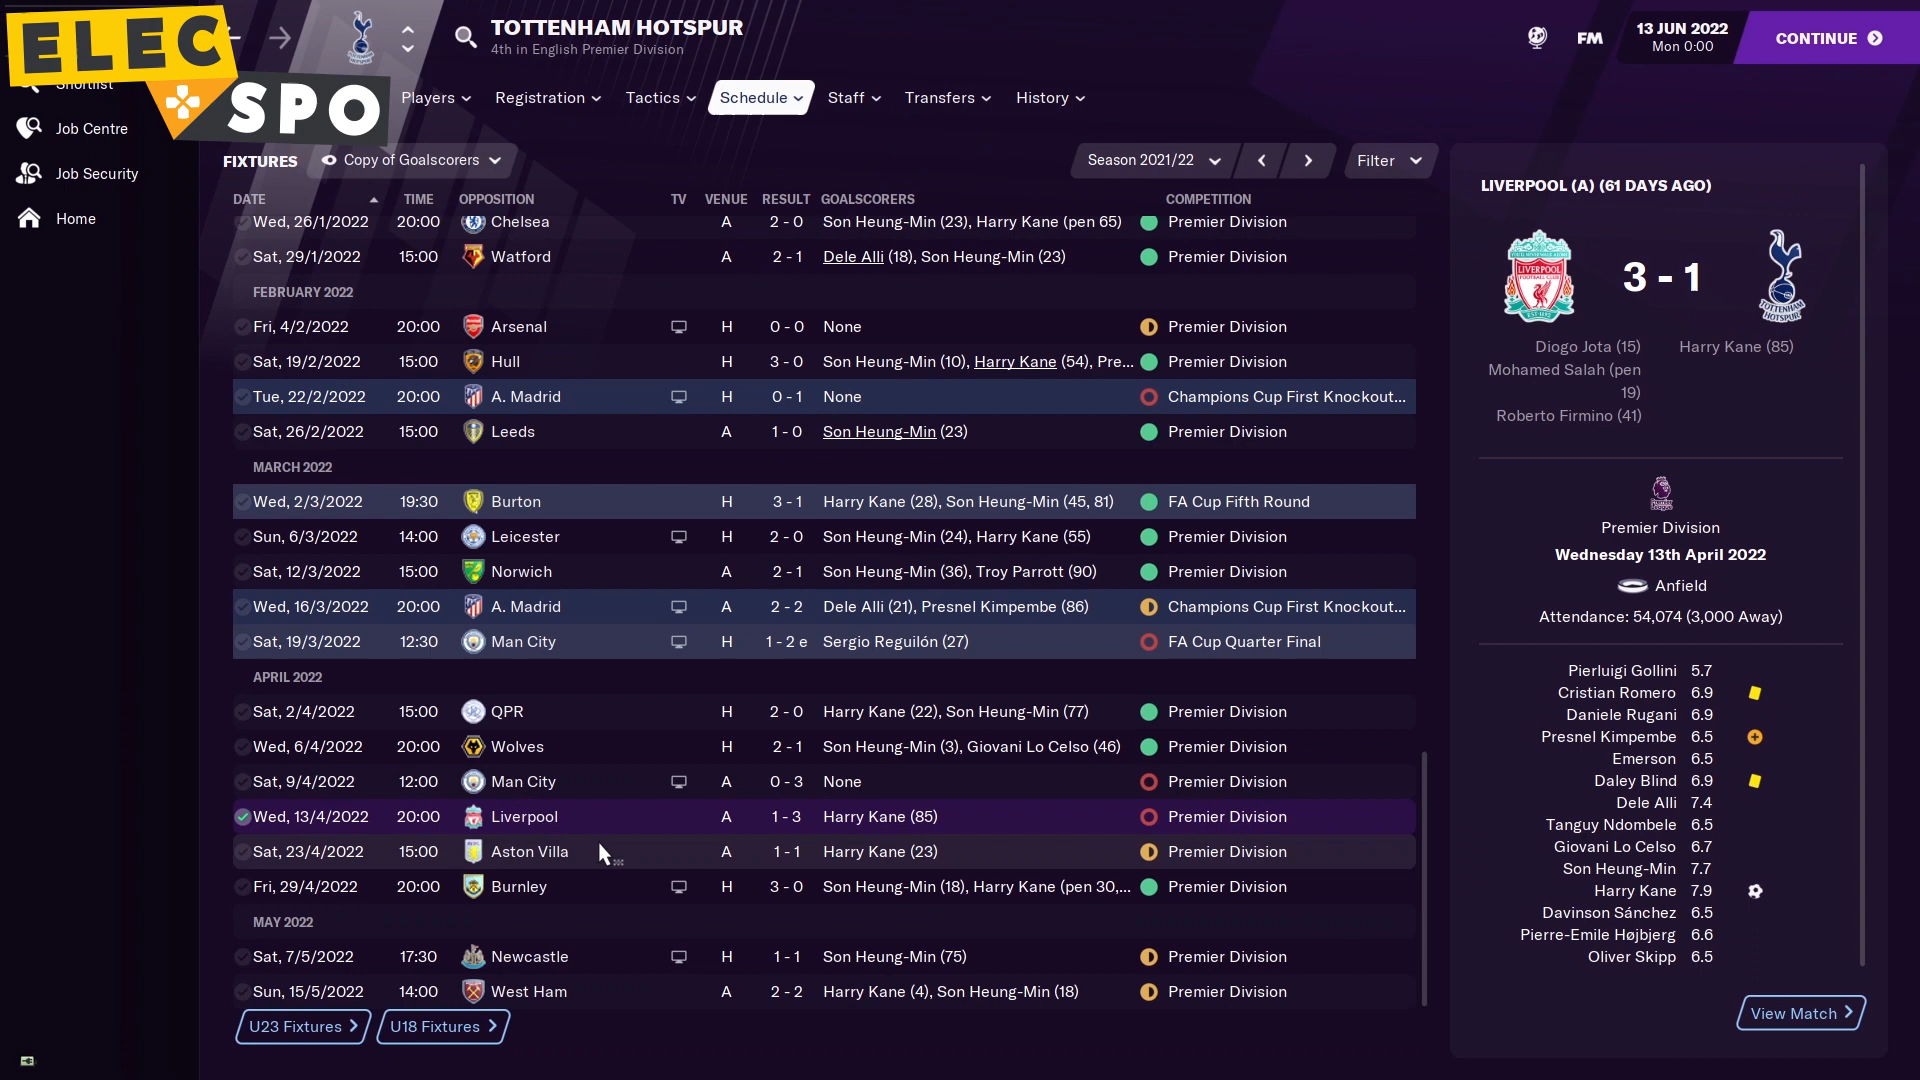 ELEC
SPO
TOTTENHAM HOTSPUR
4th in English Premier Division
FM
13 JUN 2022
Mon 0:00
CONTINUE
Shortlist
Job Centre
Job Security
Home
Players
Registration
Tactics
Schedule
Staff
Transfers
History
FIXTURES
Copy of Goalscorers
Season 2021/22
Filter
DATE TIME OPPOSITION TV VENUE RESULT GOALSCORERS COMPETITION
Wed, 26/1/2022 20:00 Chelsea A 2 - 0 Son Heung-Min (23), Harry Kane (pen 65) Premier Division
Sat, 29/1/2022 15:00 Watford A 2 - 1 Dele Alli (18), Son Heung-Min (23) Premier Division
FEBRUARY 2022
Fri, 4/2/2022 20:00 Arsenal H 0 - 0 None Premier Division
Sat, 19/2/2022 15:00 Hull H 3 - 0 Son Heung-Min (10), Harry Kane (54), Pre... Premier Division
Tue, 22/2/2022 20:00 A. Madrid H 0 - 1 None Champions Cup First Knockout...
Sat, 26/2/2022 15:00 Leeds A 1 - 0 Son Heung-Min (23) Premier Division
MARCH 2022
Wed, 2/3/2022 19:30 Burton H 3 - 1 Harry Kane (28), Son Heung-Min (45, 81) FA Cup Fifth Round
Sun, 6/3/2022 14:00 Leicester H 2 - 0 Son Heung-Min (24), Harry Kane (55) Premier Division
Sat, 12/3/2022 15:00 Norwich A 2 - 1 Son Heung-Min (36), Troy Parrott (90) Premier Division
Wed, 16/3/2022 20:00 A. Madrid A 2 - 2 Dele Alli (21), Presnel Kimpembe (86) Champions Cup First Knockout...
Sat, 19/3/2022 12:30 Man City H 1 - 2 e Sergio Reguilón (27) FA Cup Quarter Final
APRIL 2022
Sat, 2/4/2022 15:00 QPR H 2 - 0 Harry Kane (22), Son Heung-Min (77) Premier Division
Wed, 6/4/2022 20:00 Wolves H 2 - 1 Son Heung-Min (3), Giovani Lo Celso (46) Premier Division
Sat, 9/4/2022 12:00 Man City A 0 - 3 None Premier Division
Wed, 13/4/2022 20:00 Liverpool A 1 - 3 Harry Kane (85) Premier Division
Sat, 23/4/2022 15:00 Aston Villa A 1 - 1 Harry Kane (23) Premier Division
Fri, 29/4/2022 20:00 Burnley H 3 - 0 Son Heung-Min (18), Harry Kane (pen 30,... Premier Division
MAY 2022
Sat, 7/5/2022 17:30 Newcastle H 1 - 1 Son Heung-Min (75) Premier Division
Sun, 15/5/2022 14:00 West Ham A 2 - 2 Harry Kane (4), Son Heung-Min (18) Premier Division
U23 Fixtures
U18 Fixtures
LIVERPOOL (A) (61 DAYS AGO)
3 - 1
Diogo Jota (15) Harry Kane (85)
Mohamed Salah (pen
19)
Roberto Firmino (41)
Premier Division
Wednesday 13th April 2022
Anfield
Attendance: 54,074 (3,000 Away)
Pierluigi Gollini 5.7
Cristian Romero 6.9
Daniele Rugani 6.9
Presnel Kimpembe 6.5
Emerson 6.5
Daley Blind 6.9
Dele Alli 7.4
Tanguy Ndombele 6.5
Giovani Lo Celso 6.7
Son Heung-Min 7.7
Harry Kane 7.9
Davinson Sánchez 6.5
Pierre-Emile Højbjerg 6.6
Oliver Skipp 6.5
View Match